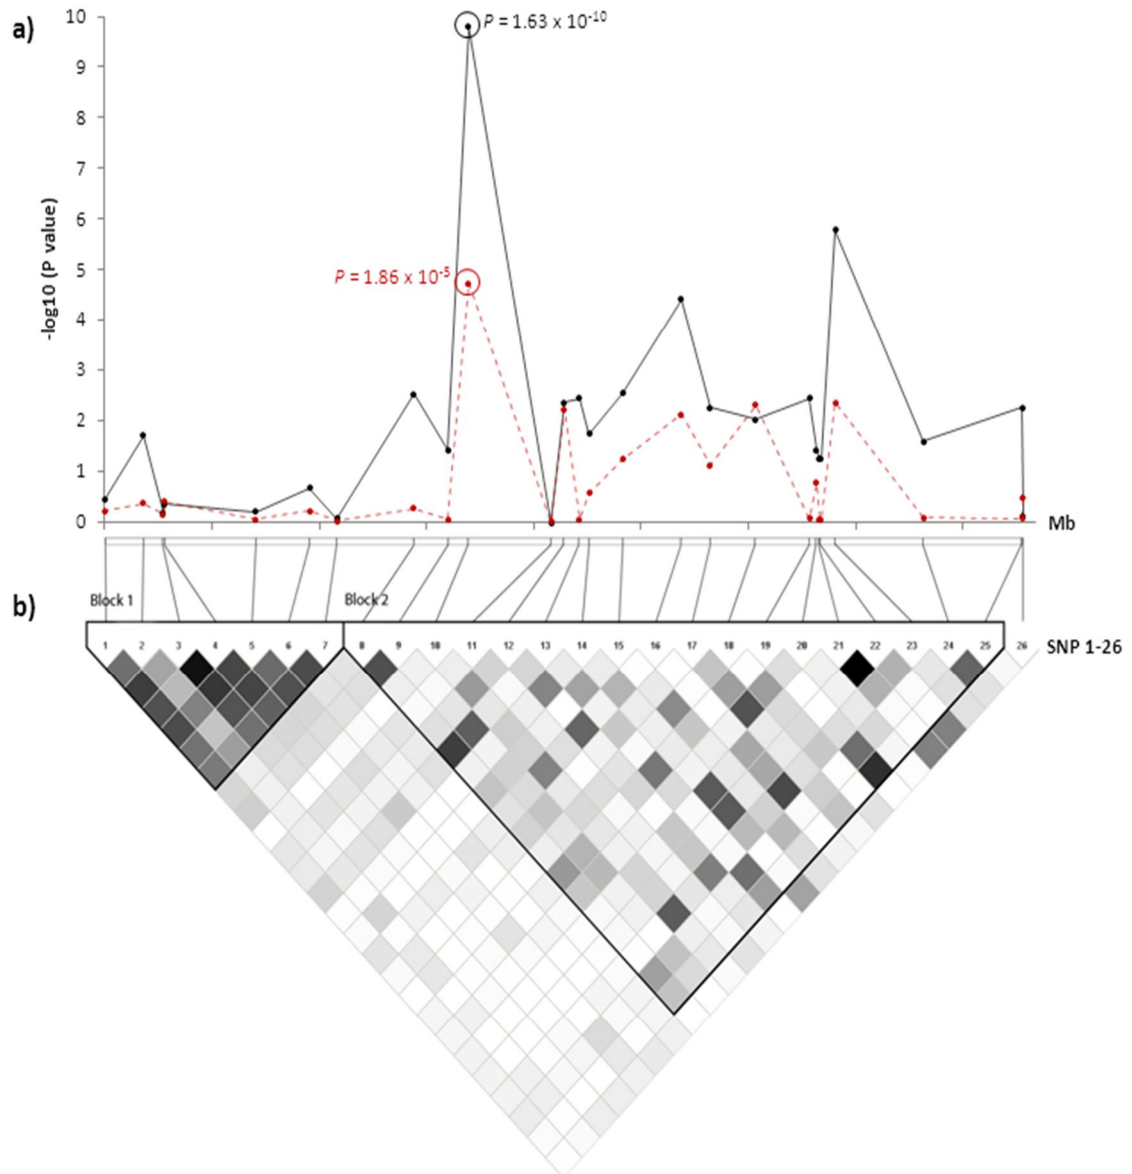 a)
10
P = 1.63 x 10-10
9
8
7
6
5
P = 1.86 x 10-5
4
3
2
1
0
-log10 (P value)
Mb
b)
Block 1
Block 2
1 2 3 4 5 6 7 8 9 10 11 12 13 14 15 16 17 18 19 20 21 22 23 24 25 26
SNP 1-26